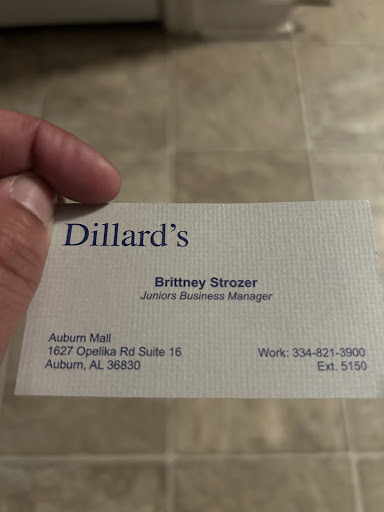 Dillard's
Brittney Strozer
Juniors Business Manager
Auburn Mall
1627 Opelika Rd Suite 16
Auburn, AL 36830
Work: 334-821-3900
Ext. 5150